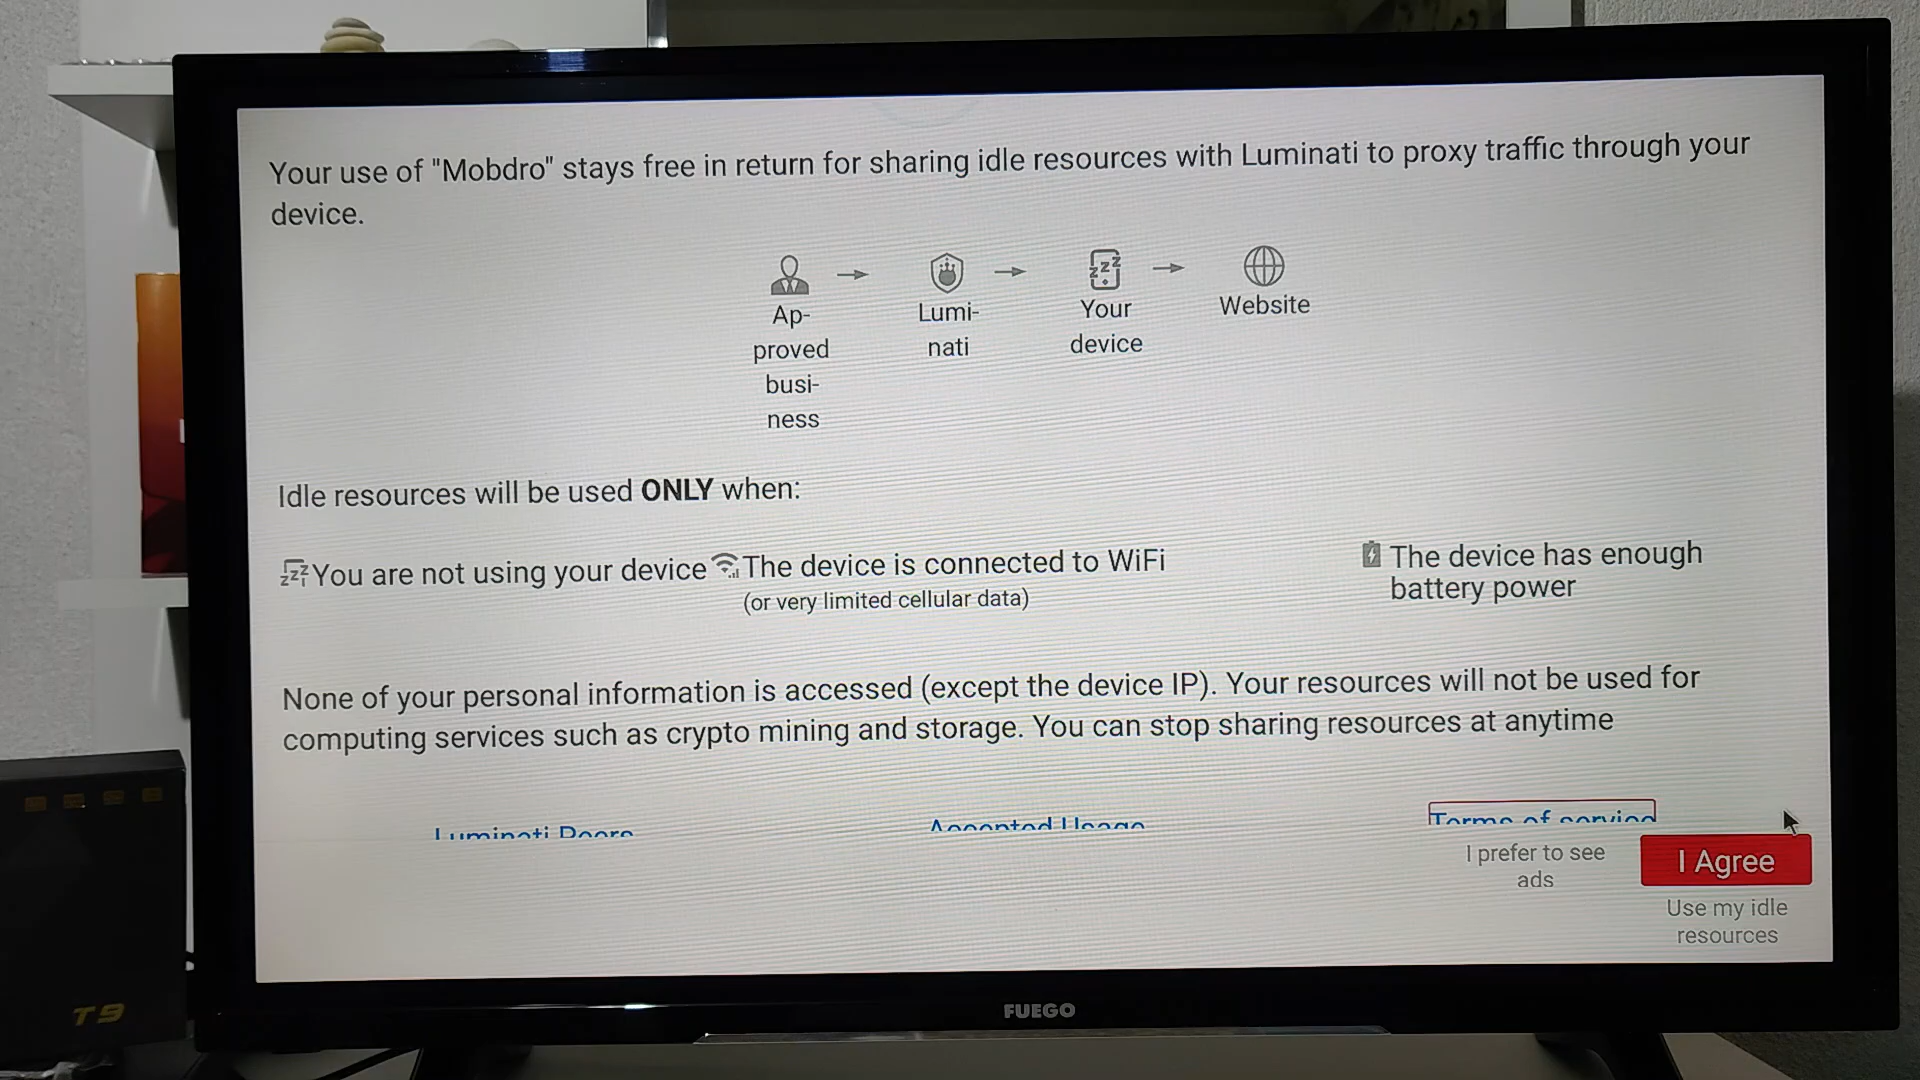 Your use of "Mobdro" stays free in return for sharing idle resources with Luminati to proxy traffic through your
device.
Ap-
proved
busi-
ness
Lumi-
nati
Your
device
Website
Idle resources will be used ONLY when:
You are not using your device
The device is connected to WiFi
(or very limited cellular data)
The device has enough
battery power
None of your personal information is accessed (except the device IP). Your resources will not be used for
computing services such as crypto mining and storage. You can stop sharing resources at anytime
Luminati
Terms of service
I prefer to see
ads
I Agree
Use my idle
resources
T9
FUEGO